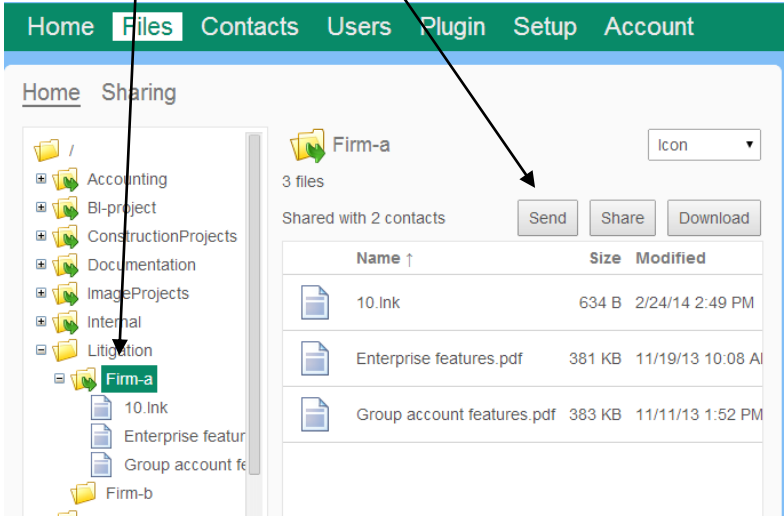 Home Files Contacts Users Plugin Setup Account
Home Sharing
/
Accounting
BI-project
ConstructionProjects
Documentation
ImageProjects
Internal
Litigation
Firm-a
10.lnk
Enterprise featur
Group account fe
Firm-b
Firm-a
Icon
3 files
Shared with 2 contacts
Send Share Download
Name ↑ Size Modified
10.lnk 634 B 2/24/14 2:49 PM
Enterprise features.pdf 381 KB 11/19/13 10:08 AM
Group account features.pdf 383 KB 11/11/13 1:52 PM